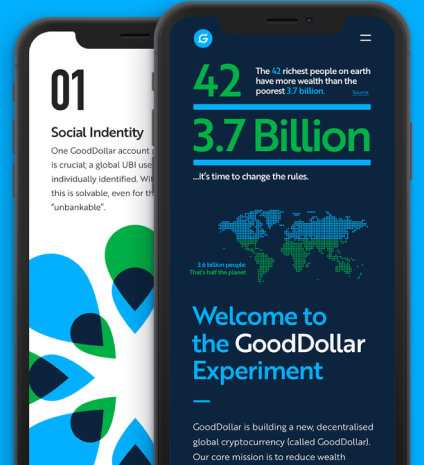 01
Social Indentity
One GoodDollar account
is crucial; a global UBI use
individually identified.
this is solvable, even for
"unbankable".
G
42
The 42 richest people on earth
have more wealth than the
poorest 3.7 billion.
Source
3.7 Billion
...it's time to change the rules.
3.6 billion people:
That's half the planet
Welcome to
the GoodDollar
Experiment
GoodDollar is building a new, decentralised
global cryptocurrency (called GoodDollar).
Our core mission is to reduce wealth